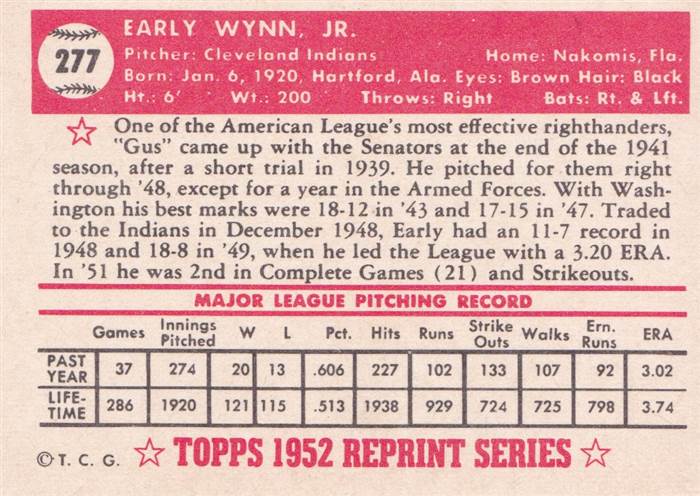 277
EARLY WYNN, JR.
Pitcher: Cleveland Indians Home: Nakomis, Fla.
Born: Jan. 6, 1920, Hartford, Ala. Eyes: Brown Hair: Black
Ht.: 6' Wt.: 200 Throws: Right Bats: Rt. & Lft.
One of the American League's most effective righthanders,
"Gus" came up with the Senators at the end of the 1941
season, after a short trial in 1939. He pitched for them right
through '48, except for a year in the Armed Forces. With Wash-
ington his best marks were 18-12 in '43 and 17-15 in '47. Traded
to the Indians in December 1948, Early had an 11-7 record in
1948 and 18-8 in '49, when he led the League with a 3.20 ERA.
In '51 he was 2nd in Complete Games (21) and Strikeouts.
MAJOR LEAGUE PITCHING RECORD
Games Innings Pitched W L Pct. Hits Runs Strike Outs Walks Ern. Runs ERA
PAST YEAR 37 274 20 13 .606 227 102 133 107 92 3.02
LIFE-TIME 286 1920 121 115 .513 1938 929 724 725 798 3.74
© T. C. G. TOPPS 1952 REPRINT SERIES